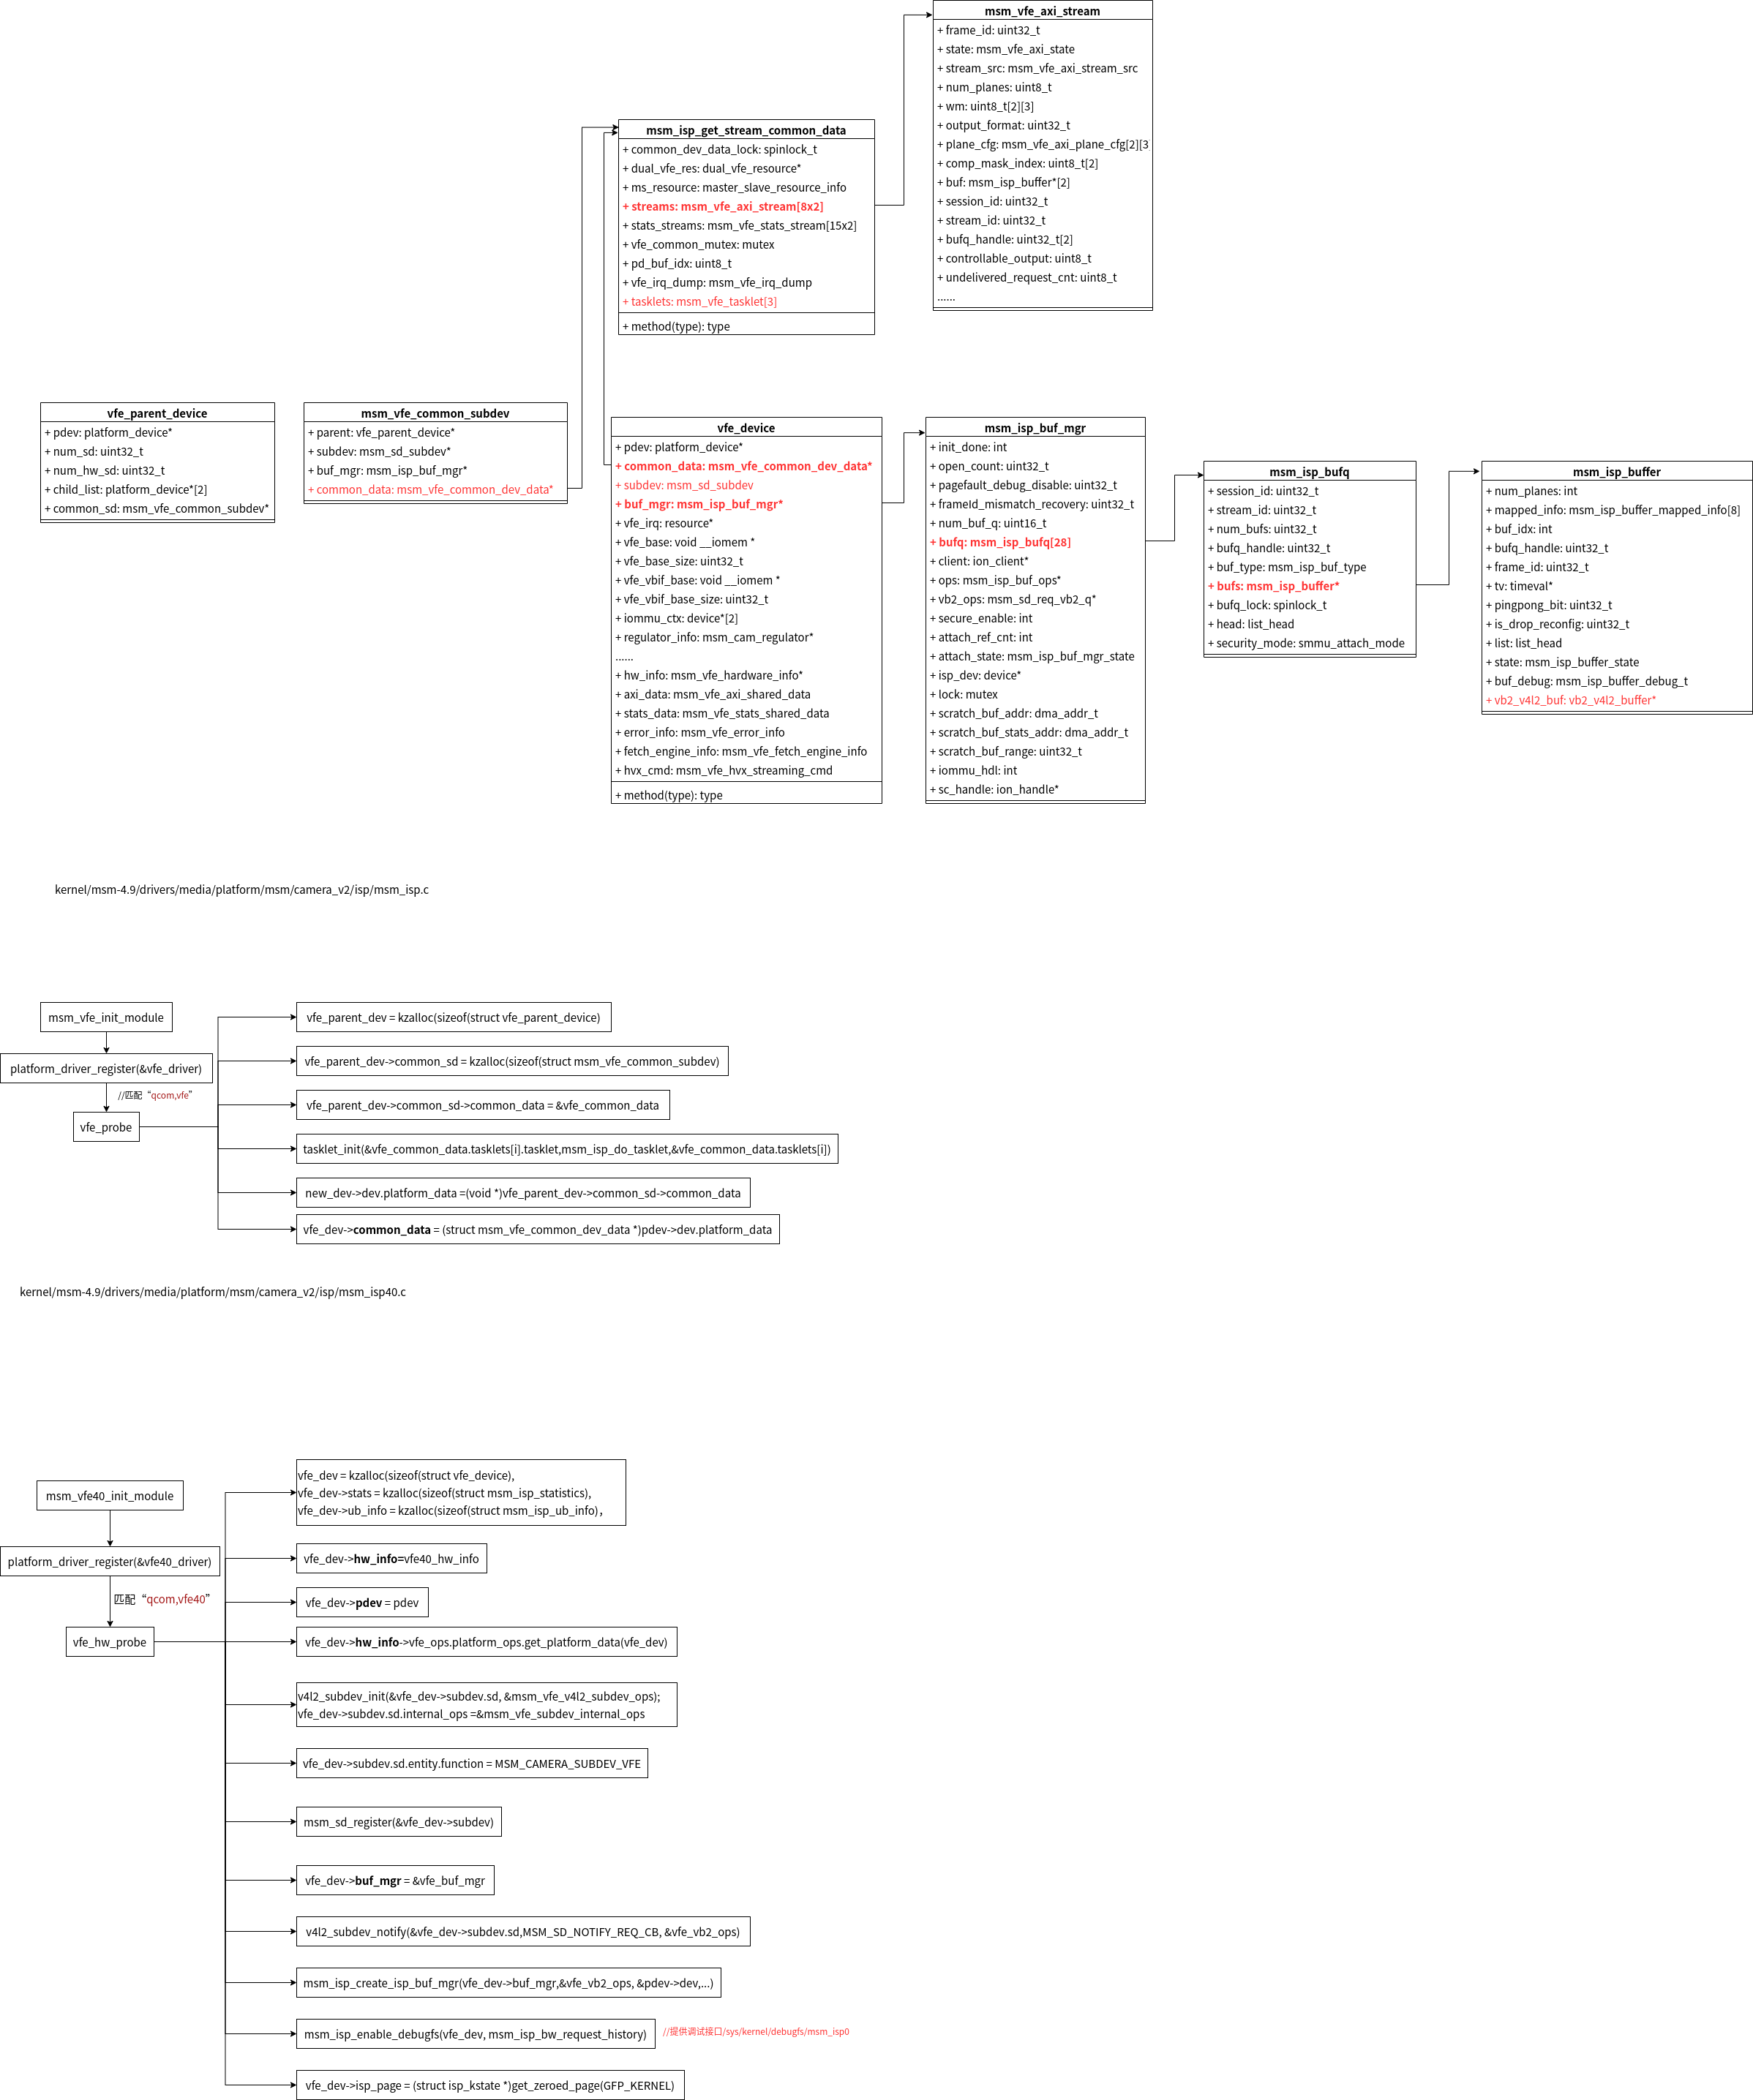 msm_vfe_axi_stream
+ frame_id: uint32_t
+ state: msm_vfe_axi_state
+ stream_src: msm_vfe_axi_stream_src
+ num_planes: uint8_t
+ wm: uint8_t[2][3]
+ output_format: uint32_t
+ plane_cfg: msm_vfe_axi_plane_cfg[2][3]
+ comp_mask_index: uint8_t[2]
+ buf: msm_isp_buffer*[2]
+ session_id: uint32_t
+ stream_id: uint32_t
+ bufq_handle: uint32_t[2]
+ controllable_output: uint8_t
+ undelivered_request_cnt: uint8_t
......
msm_isp_get_stream_common_data
+ common_dev_data_lock: spinlock_t
+ dual_vfe_res: dual_vfe_resource*
+ ms_resource: master_slave_resource_info
+ streams: msm_vfe_axi_stream[8x2]
+ stats_streams: msm_vfe_stats_stream[15x2]
+ vfe_common_mutex: mutex
+ pd_buf_idx: uint8_t
+ vfe_irq_dump: msm_vfe_irq_dump
+ tasklets: msm_vfe_tasklet[3]
+ method(type): type
vfe_parent_device
+ pdev: platform_device*
+ num_sd: uint32_t
+ num_hw_sd: uint32_t
+ child_list: platform_device*[2]
+ common_sd: msm_vfe_common_subdev*
msm_vfe_common_subdev
+ parent: vfe_parent_device*
+ subdev: msm_sd_subdev*
+ buf_mgr: msm_isp_buf_mgr*
+ common_data: msm_vfe_common_dev_data*
vfe_device
+ pdev: platform_device*
+ common_data: msm_vfe_common_dev_data*
+ subdev: msm_sd_subdev
+ buf_mgr: msm_isp_buf_mgr*
+ vfe_irq: resource*
+ vfe_base: void __iomem *
+ vfe_base_size: uint32_t
+ vfe_vbif_base: void __iomem *
+ vfe_vbif_base_size: uint32_t
+ iommu_ctx: device*[2]
+ regulator_info: msm_cam_regulator*
......
+ hw_info: msm_vfe_hardware_info*
+ axi_data: msm_vfe_axi_shared_data
+ stats_data: msm_vfe_stats_shared_data
+ error_info: msm_vfe_error_info
+ fetch_engine_info: msm_vfe_fetch_engine_info
+ hvx_cmd: msm_vfe_hvx_streaming_cmd
+ method(type): type
msm_isp_buf_mgr
+ init_done: int
+ open_count: uint32_t
+ pagefault_debug_disable: uint32_t
+ frameId_mismatch_recovery: uint32_t
+ num_buf_q: uint16_t
+ bufq: msm_isp_bufq[28]
+ client: ion_client*
+ ops: msm_isp_buf_ops*
+ vb2_ops: msm_sd_req_vb2_q*
+ secure_enable: int
+ attach_ref_cnt: int
+ attach_state: msm_isp_buf_mgr_state
+ isp_dev: device*
+ lock: mutex
+ scratch_buf_addr: dma_addr_t
+ scratch_buf_stats_addr: dma_addr_t
+ scratch_buf_range: uint32_t
+ iommu_hdl: int
+ sc_handle: ion_handle*
msm_isp_bufq
+ session_id: uint32_t
+ stream_id: uint32_t
+ num_bufs: uint32_t
+ bufq_handle: uint32_t
+ buf_type: msm_isp_buf_type
+ bufs: msm_isp_buffer*
+ bufq_lock: spinlock_t
+ head: list_head
+ security_mode: smmu_attach_mode
msm_isp_buffer
+ num_planes: int
+ mapped_info: msm_isp_buffer_mapped_info[8]
+ buf_idx: int
+ bufq_handle: uint32_t
+ frame_id: uint32_t
+ tv: timeval*
+ pingpong_bit: uint32_t
+ is_drop_reconfig: uint32_t
+ list: list_head
+ state: msm_isp_buffer_state
+ buf_debug: msm_isp_buffer_debug_t
+ vb2_v4l2_buf: vb2_v4l2_buffer*
kernel/msm-4.9/drivers/media/platform/msm/camera_v2/isp/msm_isp.c
msm_vfe_init_module
platform_driver_register(&vfe_driver)
//匹配“qcom,vfe”
vfe_probe
vfe_parent_dev = kzalloc(sizeof(struct vfe_parent_device)
vfe_parent_dev->common_sd = kzalloc(sizeof(struct msm_vfe_common_subdev)
vfe_parent_dev->common_sd->common_data = &vfe_common_data
tasklet_init(&vfe_common_data.tasklets[i].tasklet,msm_isp_do_tasklet,&vfe_common_data.tasklets[i])
new_dev->dev.platform_data =(void *)vfe_parent_dev->common_sd->common_data
vfe_dev->common_data = (struct msm_vfe_common_dev_data *)pdev->dev.platform_data
kernel/msm-4.9/drivers/media/platform/msm/camera_v2/isp/msm_isp40.c
msm_vfe40_init_module
platform_driver_register(&vfe40_driver)
匹配“qcom,vfe40”
vfe_hw_probe
vfe_dev = kzalloc(sizeof(struct vfe_device),
vfe_dev->stats = kzalloc(sizeof(struct msm_isp_statistics),
vfe_dev->ub_info = kzalloc(sizeof(struct msm_isp_ub_info)，
vfe_dev->hw_info=vfe40_hw_info
vfe_dev->pdev = pdev
vfe_dev->hw_info->vfe_ops.platform_ops.get_platform_data(vfe_dev)
v4l2_subdev_init(&vfe_dev->subdev.sd, &msm_vfe_v4l2_subdev_ops);
vfe_dev->subdev.sd.internal_ops =&msm_vfe_subdev_internal_ops
vfe_dev->subdev.sd.entity.function = MSM_CAMERA_SUBDEV_VFE
msm_sd_register(&vfe_dev->subdev)
vfe_dev->buf_mgr = &vfe_buf_mgr
v4l2_subdev_notify(&vfe_dev->subdev.sd,MSM_SD_NOTIFY_REQ_CB, &vfe_vb2_ops)
msm_isp_create_isp_buf_mgr(vfe_dev->buf_mgr,&vfe_vb2_ops, &pdev->dev,...)
msm_isp_enable_debugfs(vfe_dev, msm_isp_bw_request_history)
//提供调试接口/sys/kernel/debugfs/msm_isp0
vfe_dev->isp_page = (struct isp_kstate *)get_zeroed_page(GFP_KERNEL)